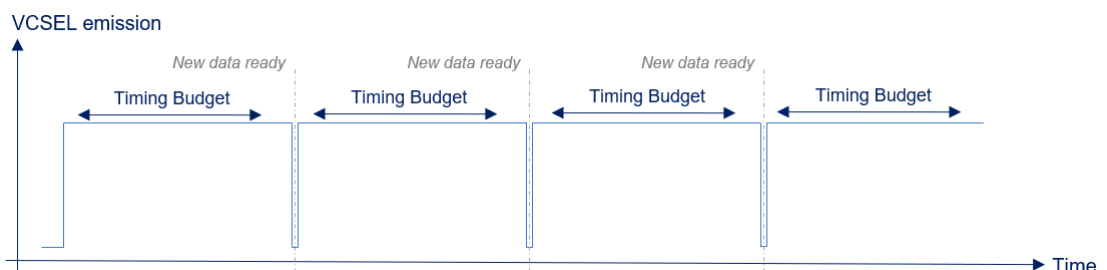 VCSEL emission
New data ready
New data ready
New data ready
Timing Budget
Timing Budget
Timing Budget
Timing Budget
Time